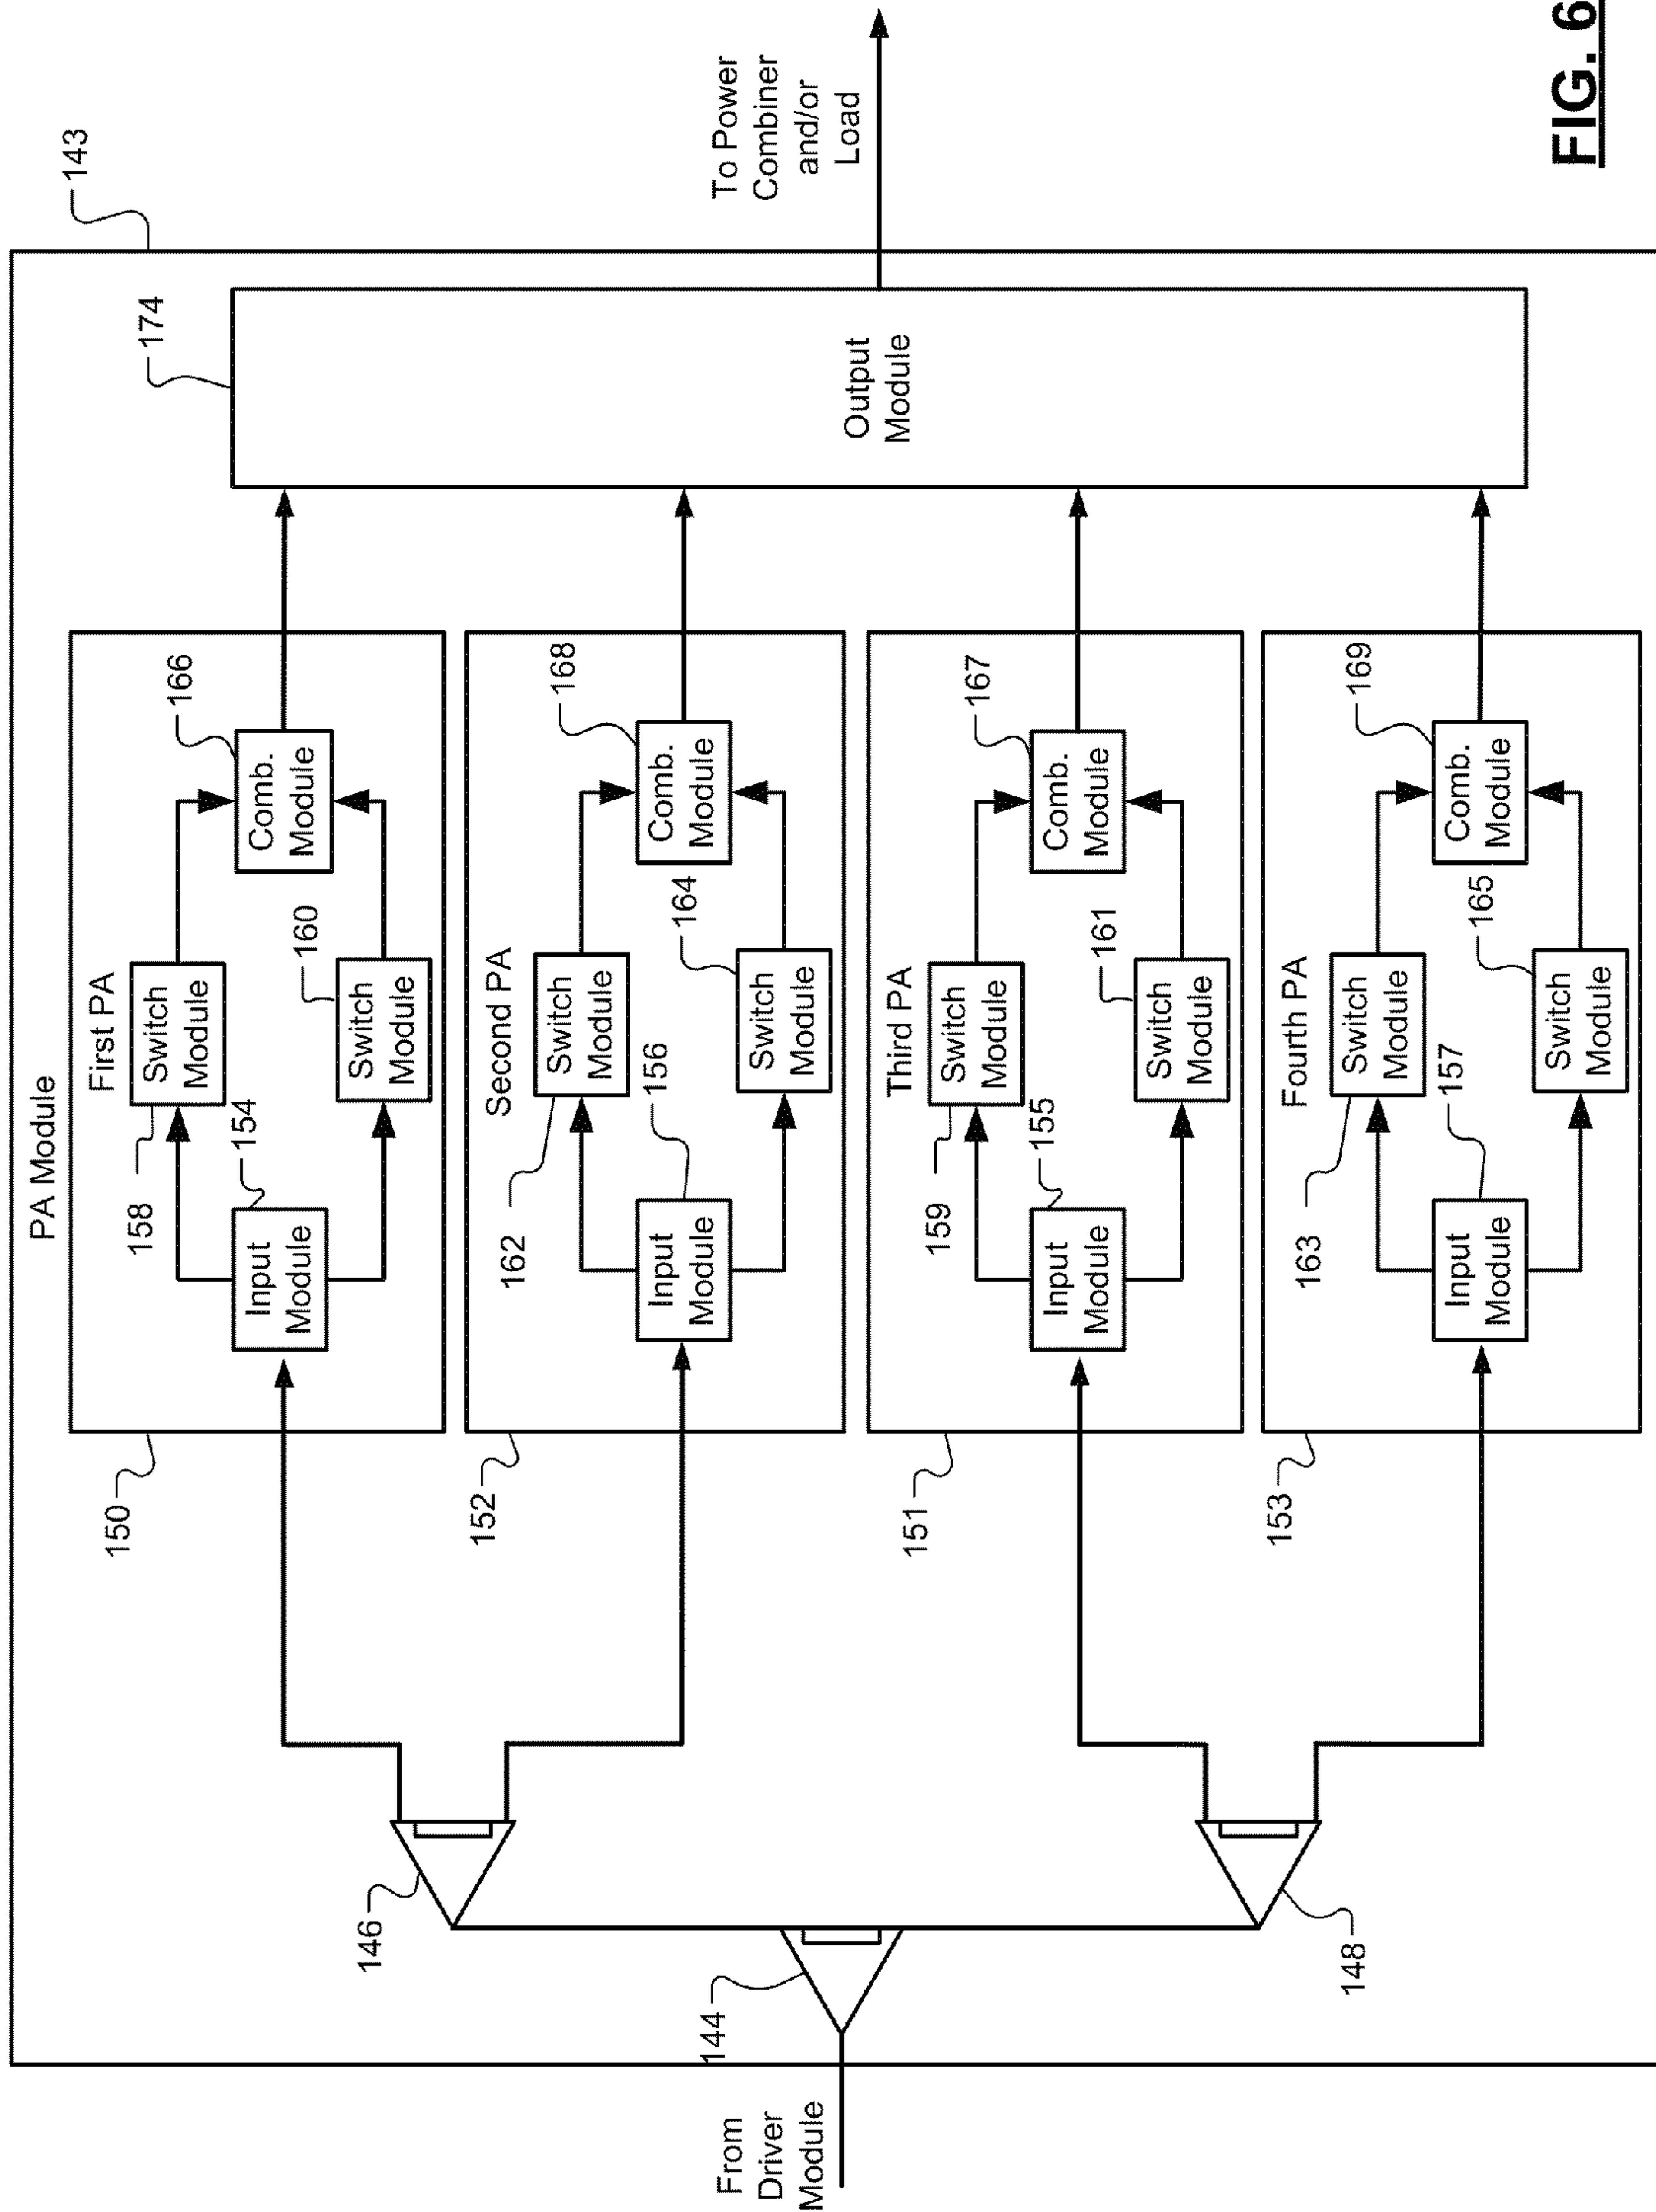 143
PA Module
174
150
First PA
158
Switch
Module
166
154
160
Input
Module
Comb.
Module
Switch
Module
152
Second PA
162
Switch
Module
168
156
164
Input
Module
Comb.
Module
Switch
Module
146
144
From
Driver
Module
Output
Module
To Power
Combiner
and/or
Load
151
Third PA
159
Switch
Module
167
155
161
Input
Module
Comb.
Module
Switch
Module
153
Fourth PA
163
Switch
Module
169
157
165
Input
Module
Comb.
Module
Switch
Module
148
FIG. 6